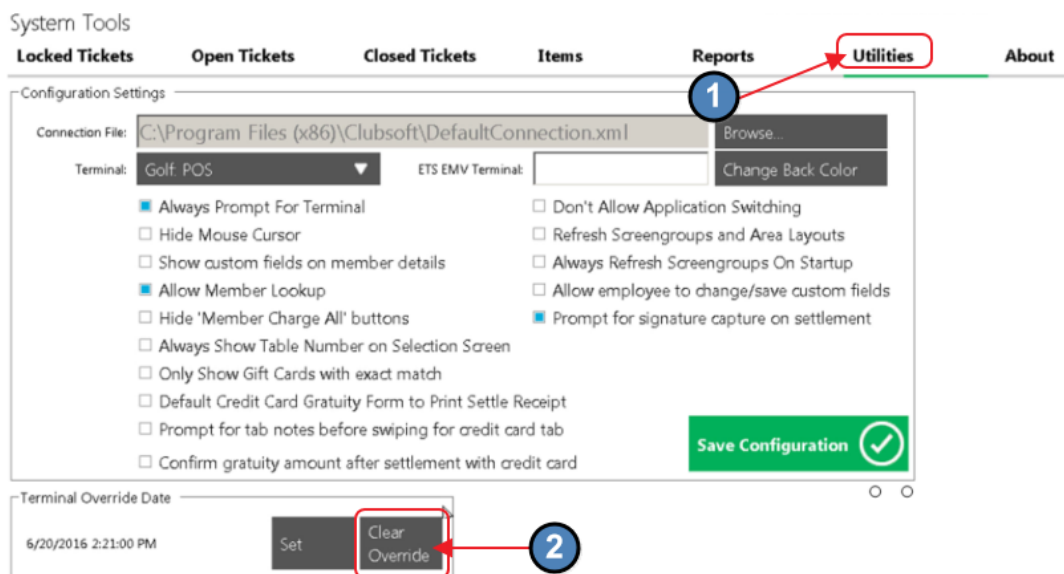 System Tools
Locked Tickets Open Tickets Closed Tickets Items Reports Utilities About
1
Configuration Settings
Connection File: C:\Program Files (x86)\Clubsoft\DefaultConnection.xml Browse...
Terminal: Golf: POS ETS EMV Terminal: Change Back Color
Always Prompt For Terminal Don't Allow Application Switching
Hide Mouse Cursor Refresh Screengroups and Area Layouts
Show custom fields on member details Always Refresh Screengroups On Startup
Allow Member Lookup Allow employee to change/save custom fields
Hide 'Member Charge All' buttons Prompt for signature capture on settlement
Always Show Table Number on Selection Screen
Only Show Gift Cards with exact match
Default Credit Card Gratuity Form to Print Settle Receipt
Prompt for tab notes before swiping for credit card tab
Confirm gratuity amount after settlement with credit card
Save Configuration
Terminal Override Date
6/20/2016 2:21:00 PM Set Clear Override
2